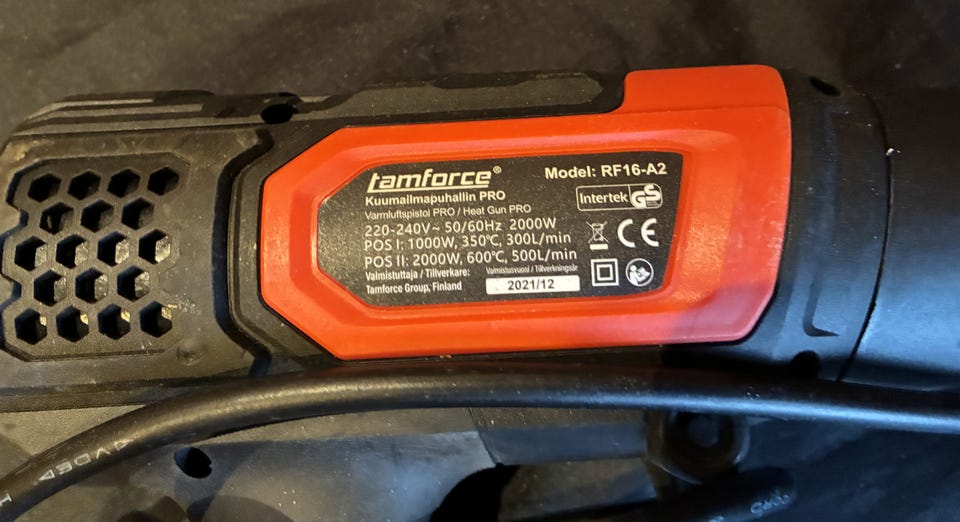 tamforce®
Model: RF16-A2
Kuumailmapuhallin PRO
Varmluftspistol PRO / Heat Gun PRO
Intertek GS
220-240V~ 50/60Hz 2000W
POS I: 1000W, 350℃, 300L/min
POS II: 2000W, 600℃, 500L/min
CE
Valmistuttaja / Tillverkare:
Valmistusvuosi / Tillverkningsår
Tamforce Group, Finland
2021/12
VDE